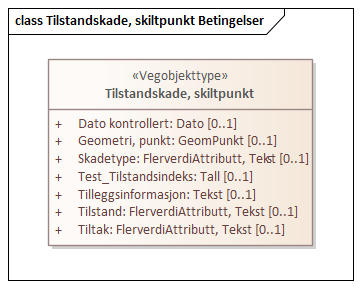 class Tilstandskade, skiltpunkt Betingelser
«Vegobjekttype»
Tilstandskade, skiltpunkt
+ Dato kontrollert: Dato [0..1]
+ Geometri, punkt: GeomPunkt [0..1]
+ Skadetype: FlerverdiAttributt, Tekst [0..1]
+ Test_Tilstandsindeks: Tall [0..1]
+ Tilleggsinformasjon: Tekst [0..1]
+ Tilstand: FlerverdiAttributt, Tekst [0..1]
+ Tiltak: FlerverdiAttributt, Tekst [0..1]